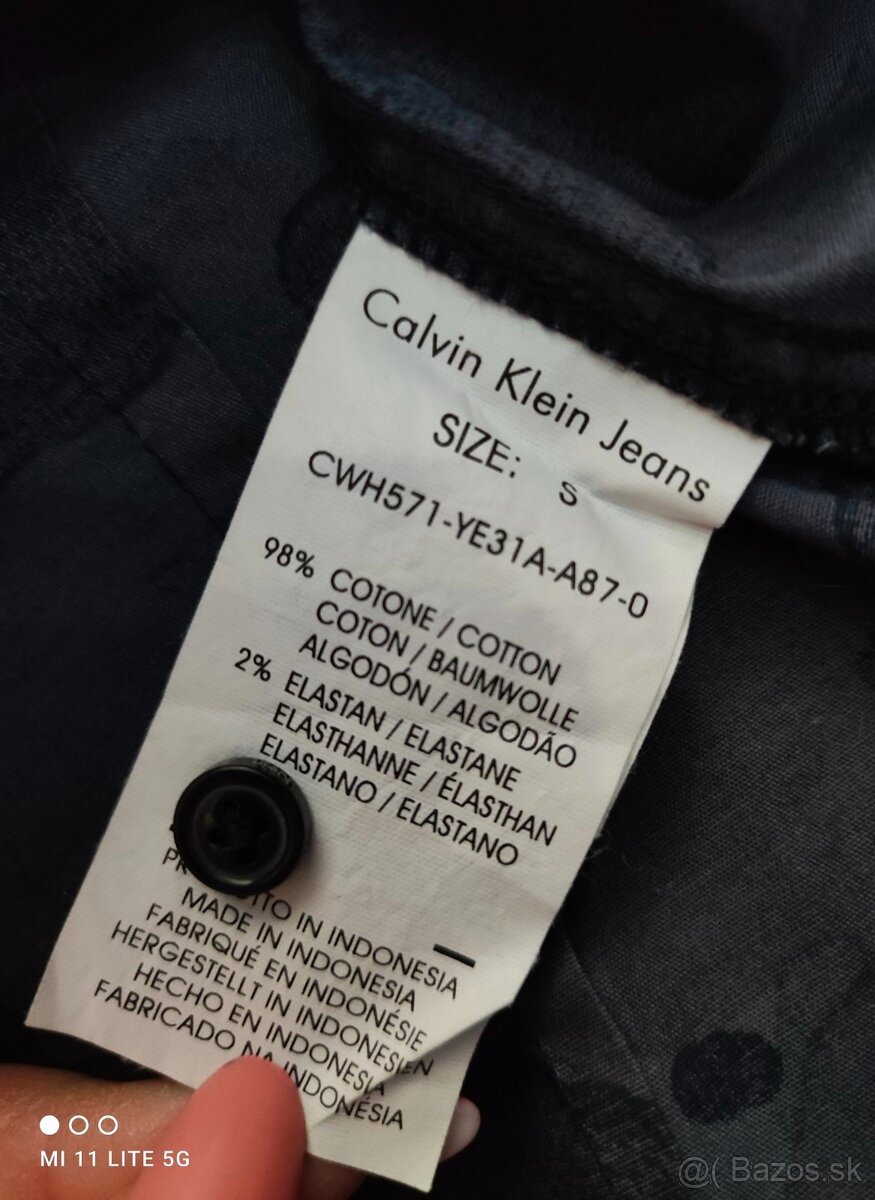 Calvin Klein Jeans
SIZE: S
CWH571-YE31A-A87-0
98% COTONE / COTTON
COTON / BAUMWOLLE
ALGODÓN / ALGODÃO
2% ELASTAN / ELASTANE
ELASTHANNE / ÉLASTHAN
ELASTANO / ELASTANO
IN INDONESIA
MADE IN INDONESIA
FABRIQUÉ EN INDONÉSIE
HERGESTELLT IN INDONESIEN
HECHO EN INDONESIA
FABRICADO NA INDONÉSIA
MI 11 LITE 5G
@( Bazos.sk